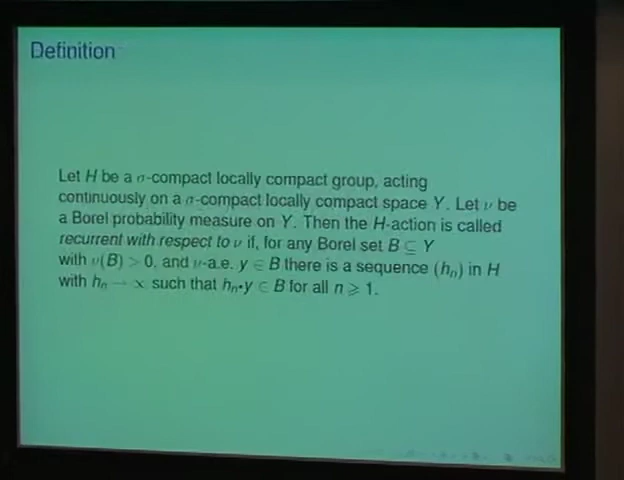 Definition
Let H be a σ-compact locally compact group, acting
continuously on a σ-compact locally compact space Y. Let ν be
a Borel probability measure on Y. Then the H-action is called
recurrent with respect to ν if, for any Borel set B ⊆ Y
with ν(B) > 0, and ν-a.e. y ∈ B there is a sequence (hₙ) in H
with hₙ → ∞ such that hₙ•y ∈ B for all n ⩾ 1.